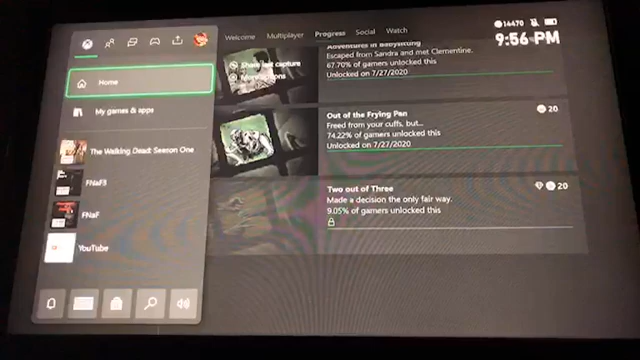 Welcome Multiplayer Progress Social Watch
14470
9:56 PM
Home
My games & apps
The Walking Dead: Season One
FNaF3
FNaF
YouTube
Share last capture
More options
Adventures in Babysitting
Escaped from Sandra and met Clementine.
67.70% of gamers unlocked this
Unlocked on 7/27/2020
Out of the Frying Pan
20
Freed from your cuffs, but...
74.22% of gamers unlocked this
Unlocked on 7/27/2020
Two out of Three
20
Made a decision the only fair way.
9.05% of gamers unlocked this